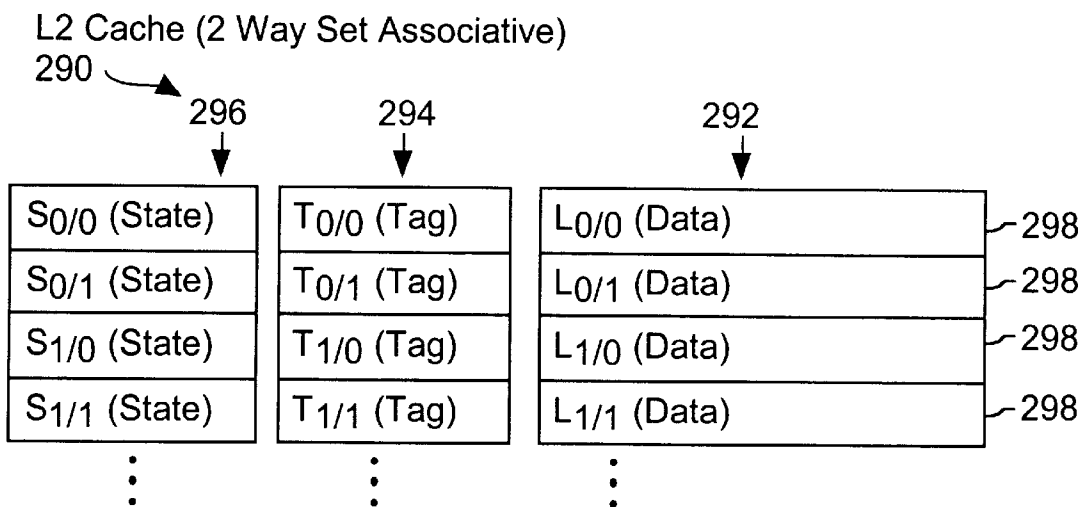 L2 Cache (2 Way Set Associative)
290
296 294 292
S0/0 (State) T0/0 (Tag) L0/0 (Data) 298
S0/1 (State) T0/1 (Tag) L0/1 (Data) 298
S1/0 (State) T1/0 (Tag) L1/0 (Data) 298
S1/1 (State) T1/1 (Tag) L1/1 (Data) 298